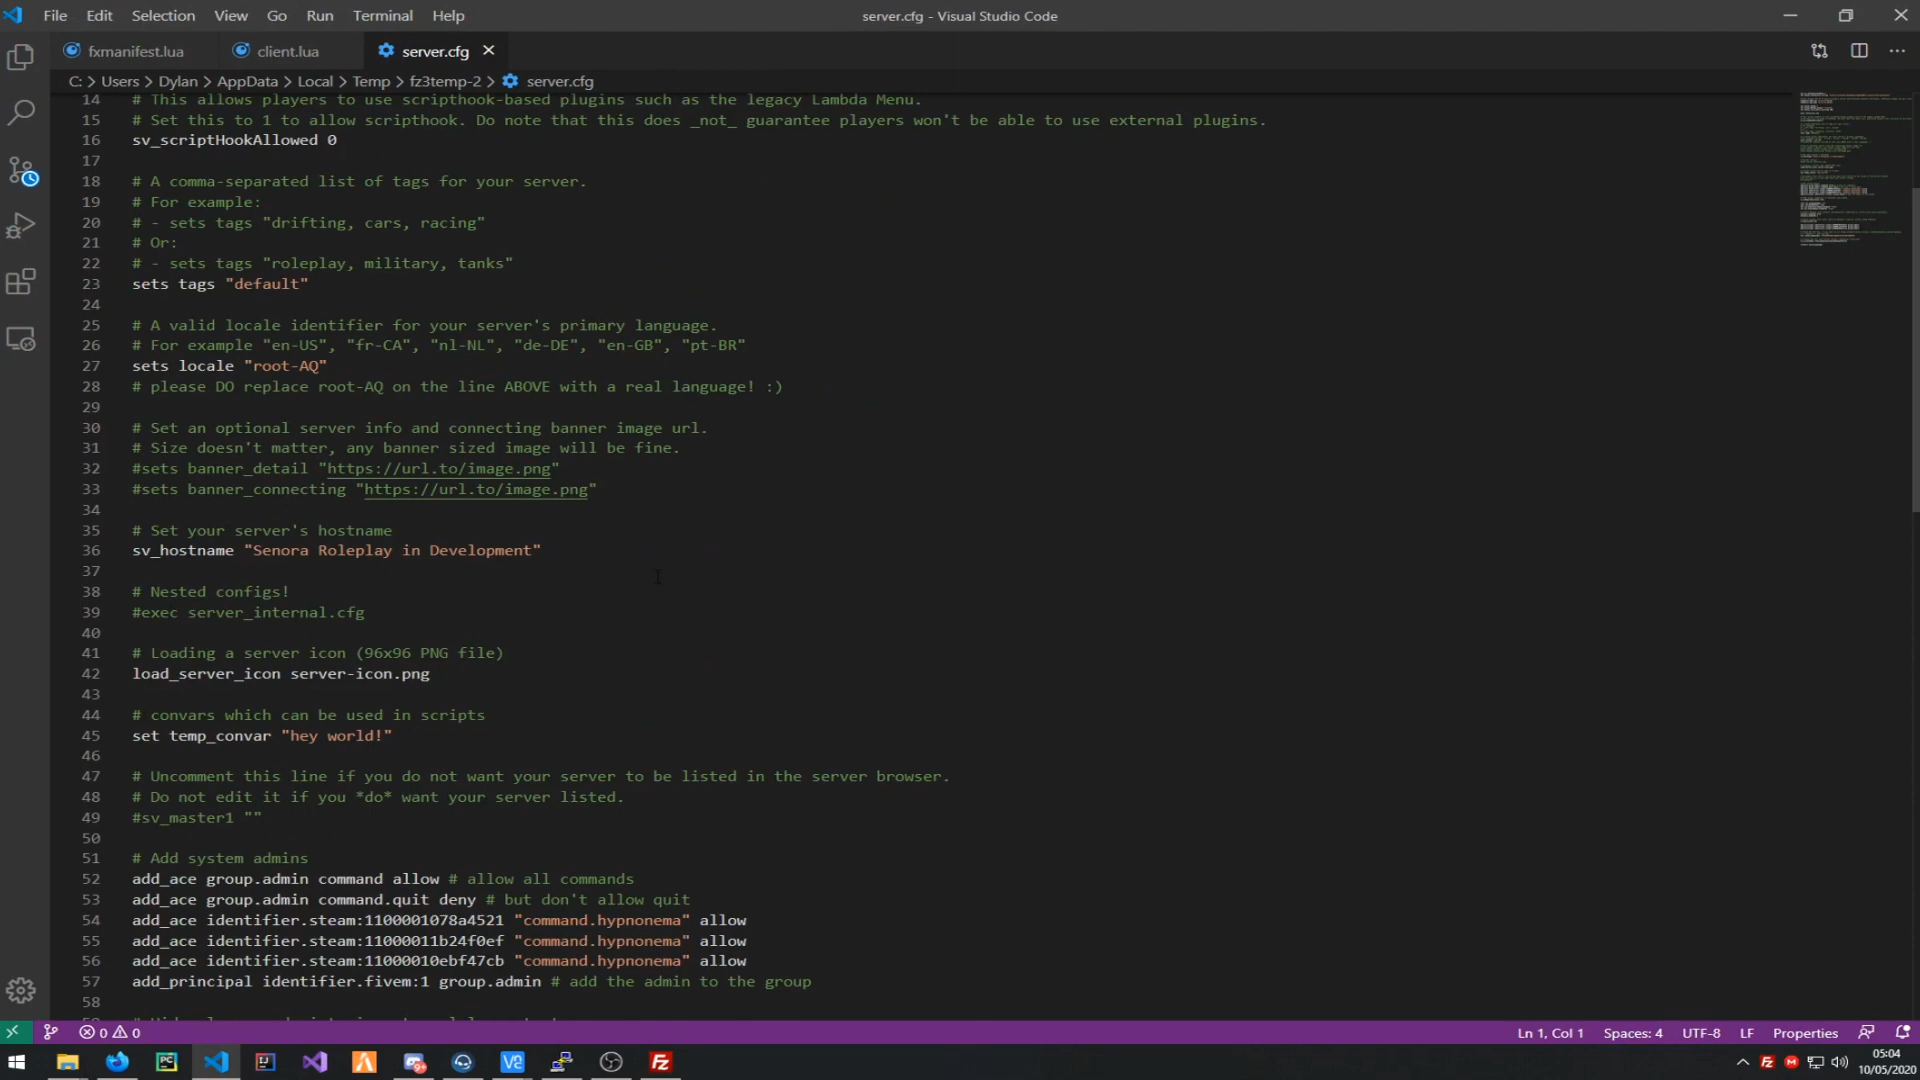 File Edit Selection View Go Run Terminal Help
server.cfg - Visual Studio Code
fxmanifest.lua client.lua server.cfg
C: > Users > Dylan > AppData > Local > Temp > fz3temp-2 > server.cfg
14 # This allows players to use scripthook-based plugins such as the legacy Lambda Menu.
15 # Set this to 1 to allow scripthook. Do note that this does _not_ guarantee players won't be able to use external plugins.
16 sv_scriptHookAllowed 0
17
18 # A comma-separated list of tags for your server.
19 # For example:
20 # - sets tags "drifting, cars, racing"
21 # Or:
22 # - sets tags "roleplay, military, tanks"
23 sets tags "default"
24
25 # A valid locale identifier for your server's primary language.
26 # For example "en-US", "fr-CA", "nl-NL", "de-DE", "en-GB", "pt-BR"
27 sets locale "root-AQ"
28 # please DO replace root-AQ on the line ABOVE with a real language! :)
29
30 # Set an optional server info and connecting banner image url.
31 # Size doesn't matter, any banner sized image will be fine.
32 #sets banner_detail "https://url.to/image.png"
33 #sets banner_connecting "https://url.to/image.png"
34
35 # Set your server's hostname
36 sv_hostname "Senora Roleplay in Development"
37
38 # Nested configs!
39 #exec server_internal.cfg
40
41 # Loading a server icon (96x96 PNG file)
42 load_server_icon server-icon.png
43
44 # convars which can be used in scripts
45 set temp_convar "hey world!"
46
47 # Uncomment this line if you do not want your server to be listed in the server browser.
48 # Do not edit it if you *do* want your server listed.
49 #sv_master1 ""
50
51 # Add system admins
52 add_ace group.admin command allow # allow all commands
53 add_ace group.admin command.quit deny # but don't allow quit
54 add_ace identifier.steam:1100001078a4521 "command.hypnonema" allow
55 add_ace identifier.steam:11000011b24f0ef "command.hypnonema" allow
56 add_ace identifier.steam:11000010ebf47cb "command.hypnonema" allow
57 add_principal identifier.fivem:1 group.admin # add the admin to the group
58
0 0 Ln 1, Col 1 Spaces: 4 UTF-8 LF Properties
05:04
10/05/2020